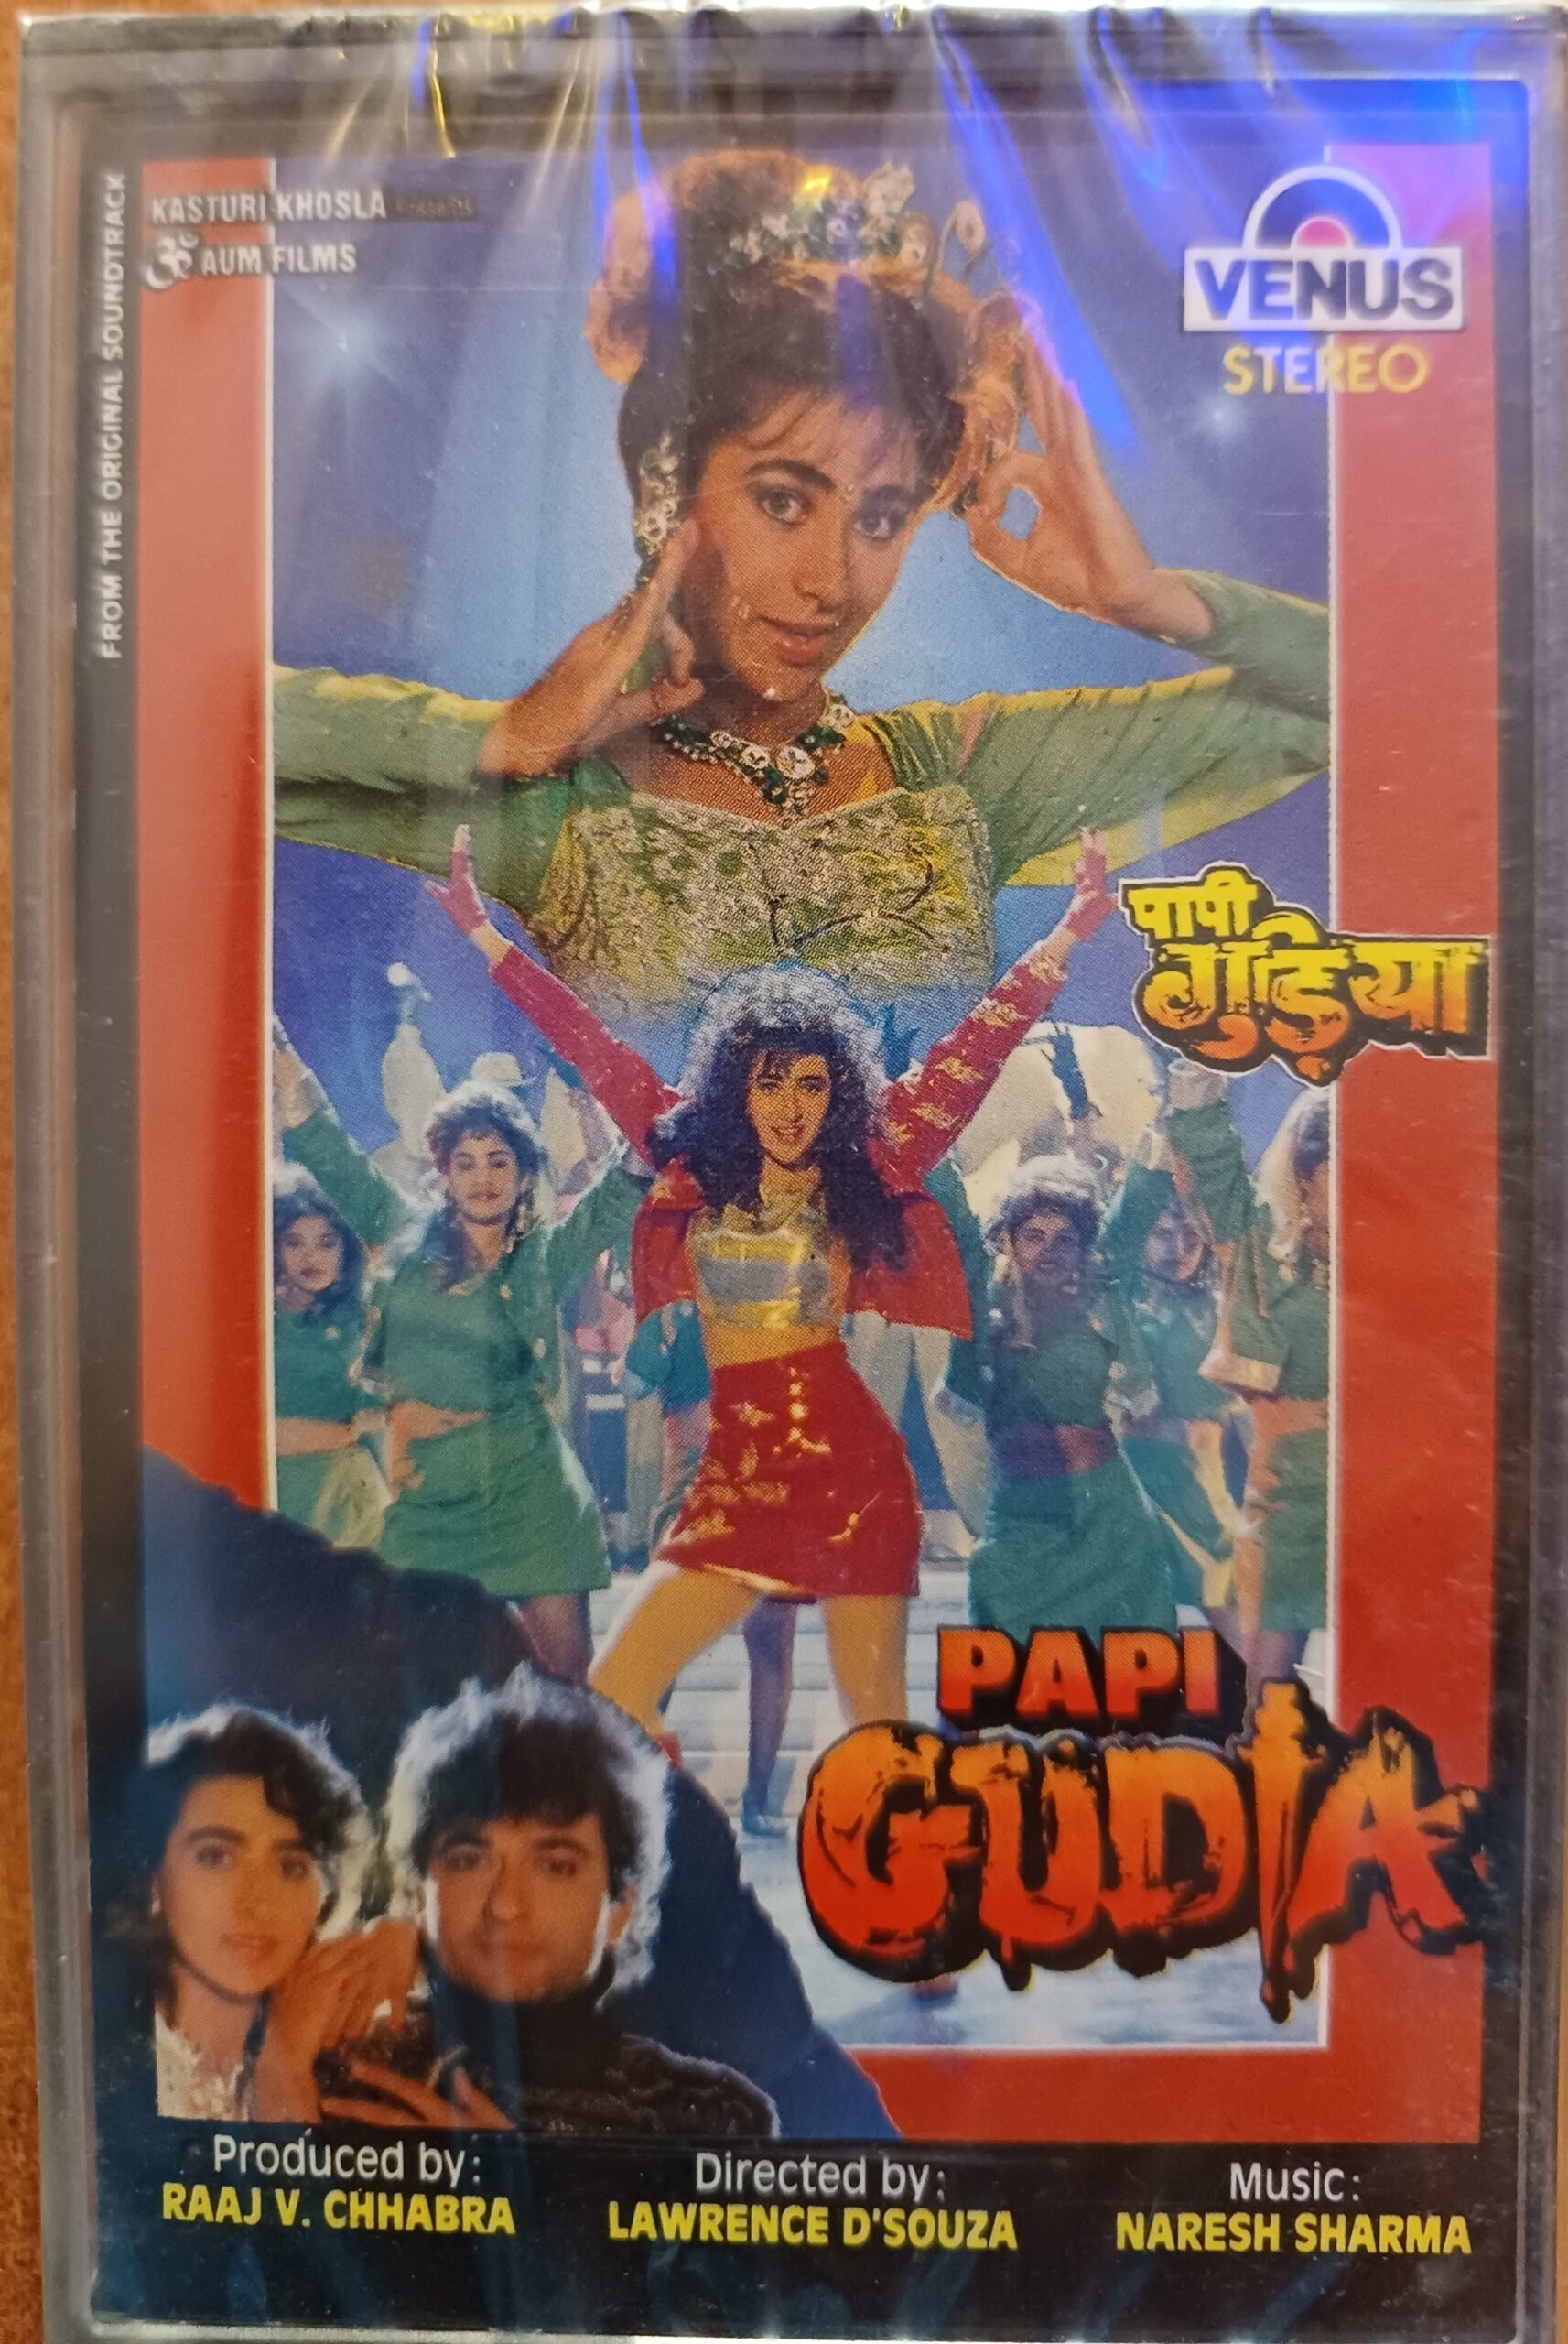 FROM THE ORIGINAL SOUNDTRACK
KASTURI KHOSLA Presents
ॐ AUM FILMS
VENUS
STEREO
पापी
गुड़िया
PAPI
GUDIA
Produced by:
RAAJ V. CHHABRA
Directed by:
LAWRENCE D'SOUZA
Music:
NARESH SHARMA